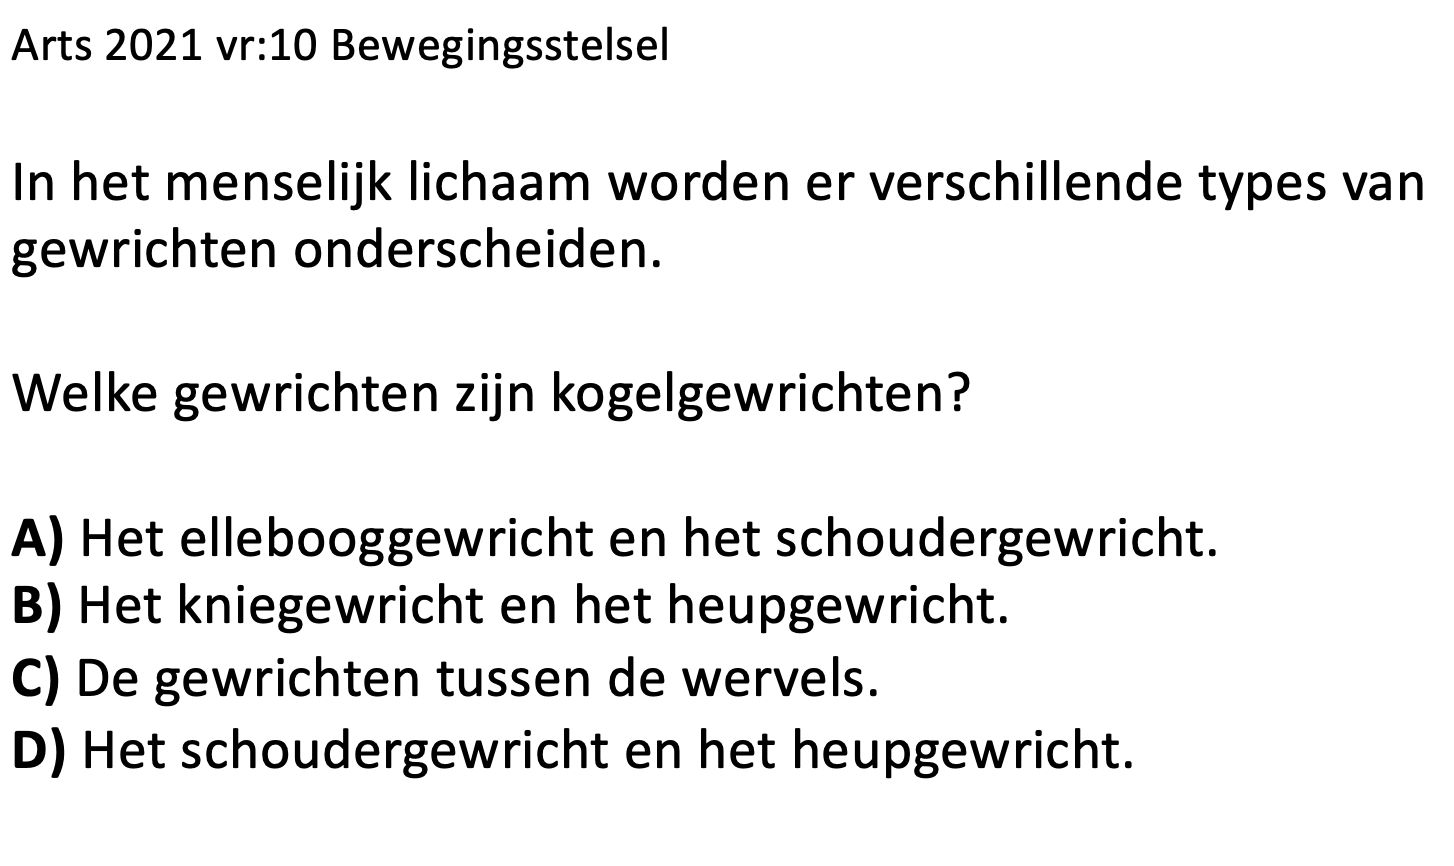 Arts 2021 vr:10 Bewegingsstelsel
In het menselijk lichaam worden er verschillende types van
gewrichten onderscheiden.
Welke gewrichten zijn kogelgewrichten?
A) Het ellebooggewricht en het schoudergewricht.
B) Het kniegewricht en het heupgewricht.
C) De gewrichten tussen de wervels.
D) Het schoudergewricht en het heupgewricht.